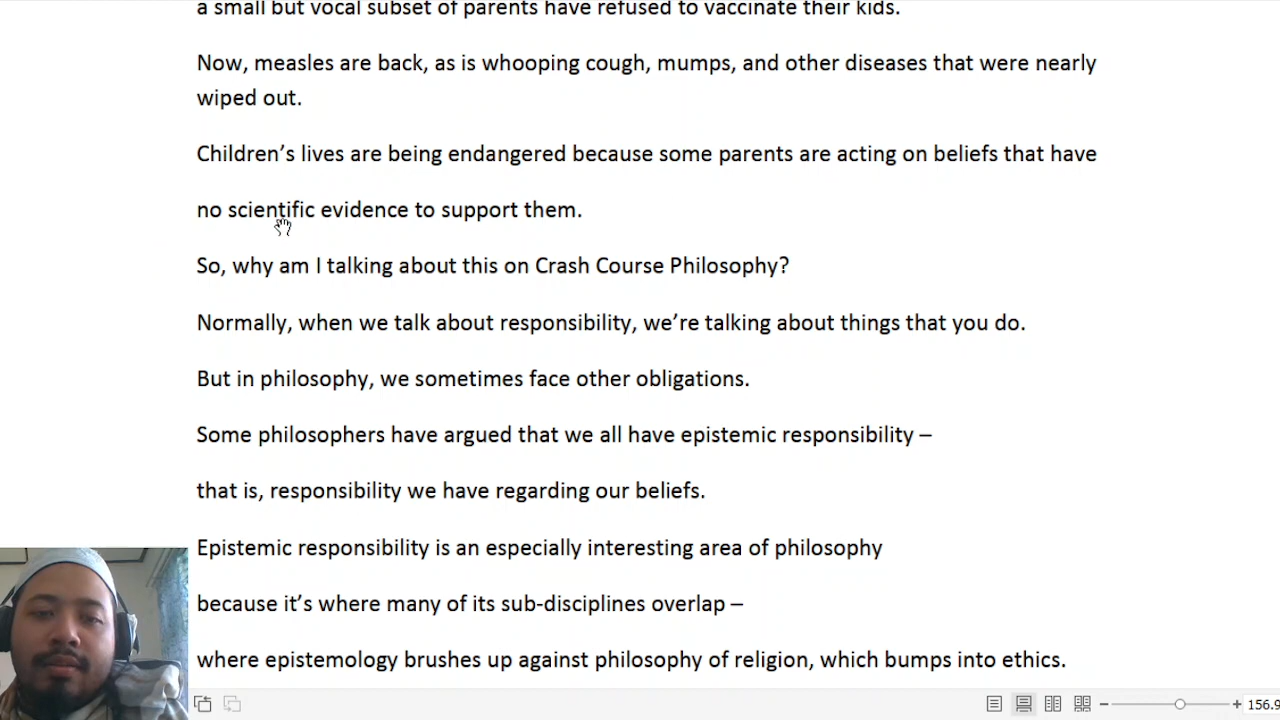 a small but vocal subset of parents have refused to vaccinate their kids.
Now, measles are back, as is whooping cough, mumps, and other diseases that were nearly
wiped out.
Children’s lives are being endangered because some parents are acting on beliefs that have
no scientific evidence to support them.
So, why am I talking about this on Crash Course Philosophy?
Normally, when we talk about responsibility, we’re talking about things that you do.
But in philosophy, we sometimes face other obligations.
Some philosophers have argued that we all have epistemic responsibility –
that is, responsibility we have regarding our beliefs.
Epistemic responsibility is an especially interesting area of philosophy
because it’s where many of its sub-disciplines overlap –
where epistemology brushes up against philosophy of religion, which bumps into ethics.
156.9